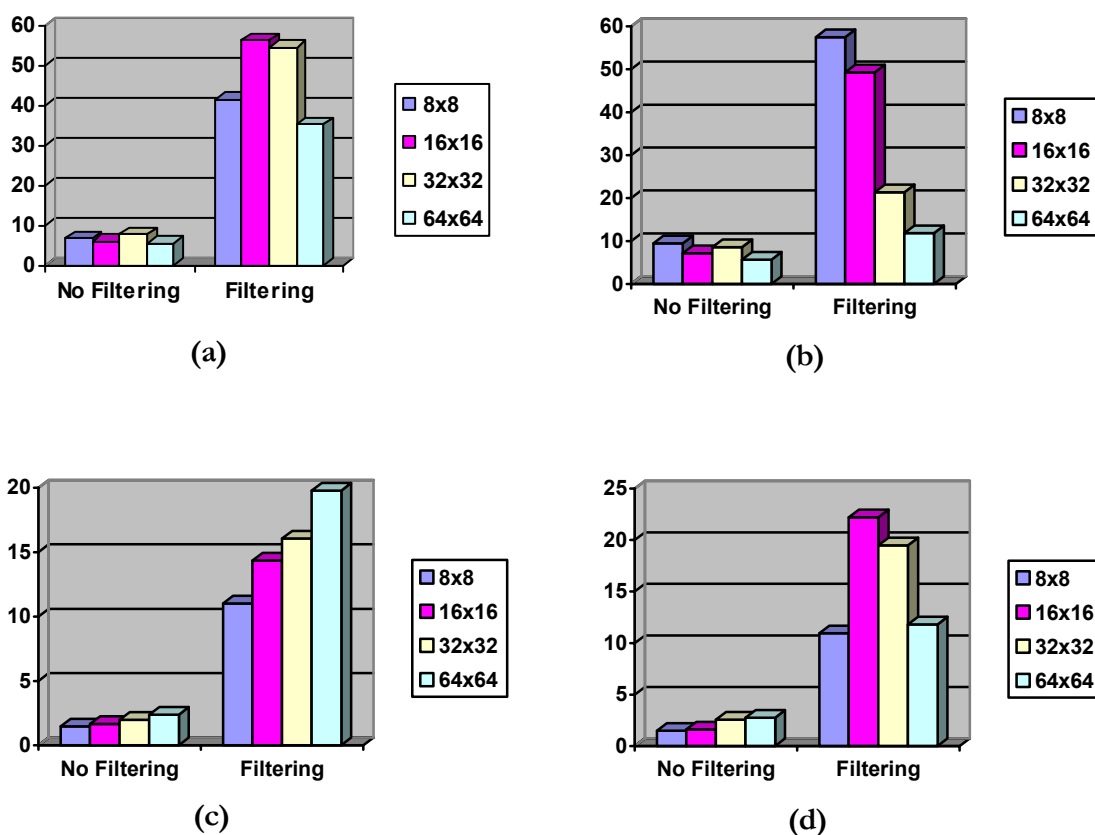 60
50
40
30
20
10
0
No Filtering Filtering
8x8
16x16
32x32
64x64
(a)
60
50
40
30
20
10
0
No Filtering Filtering
8x8
16x16
32x32
64x64
(b)
20
15
10
5
0
No Filtering Filtering
8x8
16x16
32x32
64x64
(c)
25
20
15
10
5
0
No Filtering Filtering
8x8
16x16
32x32
64x64
(d)